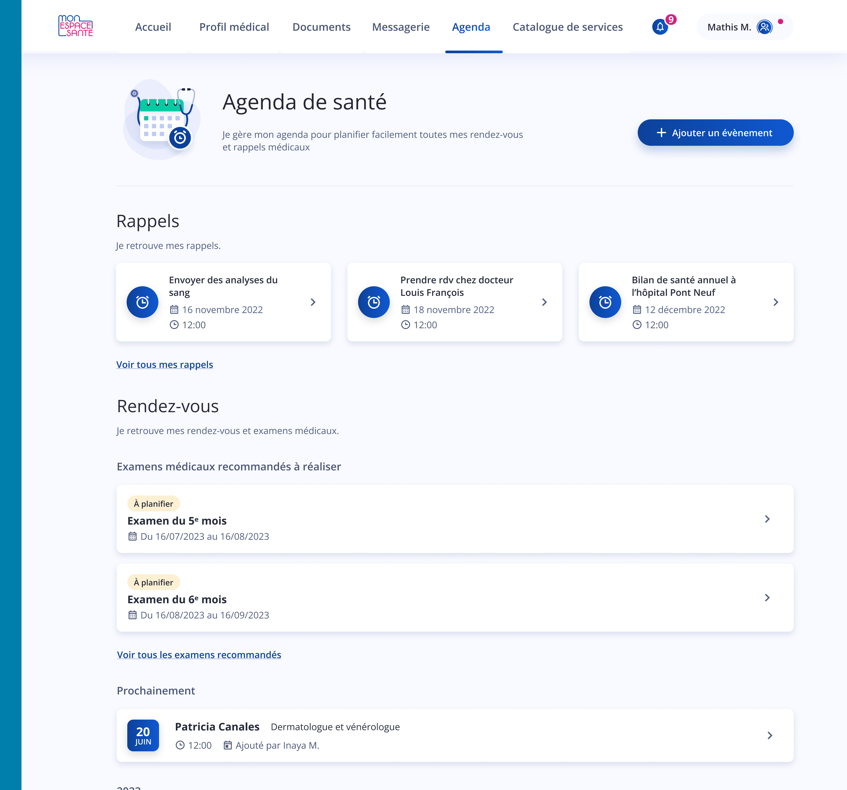 MON
ESPACE
SANTÉ
Accueil
Profil médical
Documents
Messagerie
Agenda
Catalogue de services
9
Mathis M.
Agenda de santé
Je gère mon agenda pour planifier facilement toutes mes rendez-vous
et rappels médicaux
Ajouter un évènement
Rappels
Je retrouve mes rappels.
Envoyer des analyses du
sang
16 novembre 2022
12:00
Prendre rdv chez docteur
Louis François
18 novembre 2022
12:00
Bilan de santé annuel à
l'hôpital Pont Neuf
12 décembre 2022
12:00
Voir tous mes rappels
Rendez-vous
Je retrouve mes rendez-vous et examens médicaux.
Examens médicaux recommandés à réaliser
À planifier
Examen du 5ᵉ mois
Du 16/07/2023 au 16/08/2023
À planifier
Examen du 6ᵉ mois
Du 16/08/2023 au 16/09/2023
Voir tous les examens recommandés
Prochainement
20
JUIN
Patricia Canales Dermatologue et vénérologue
12:00 Ajouté par Inaya M.